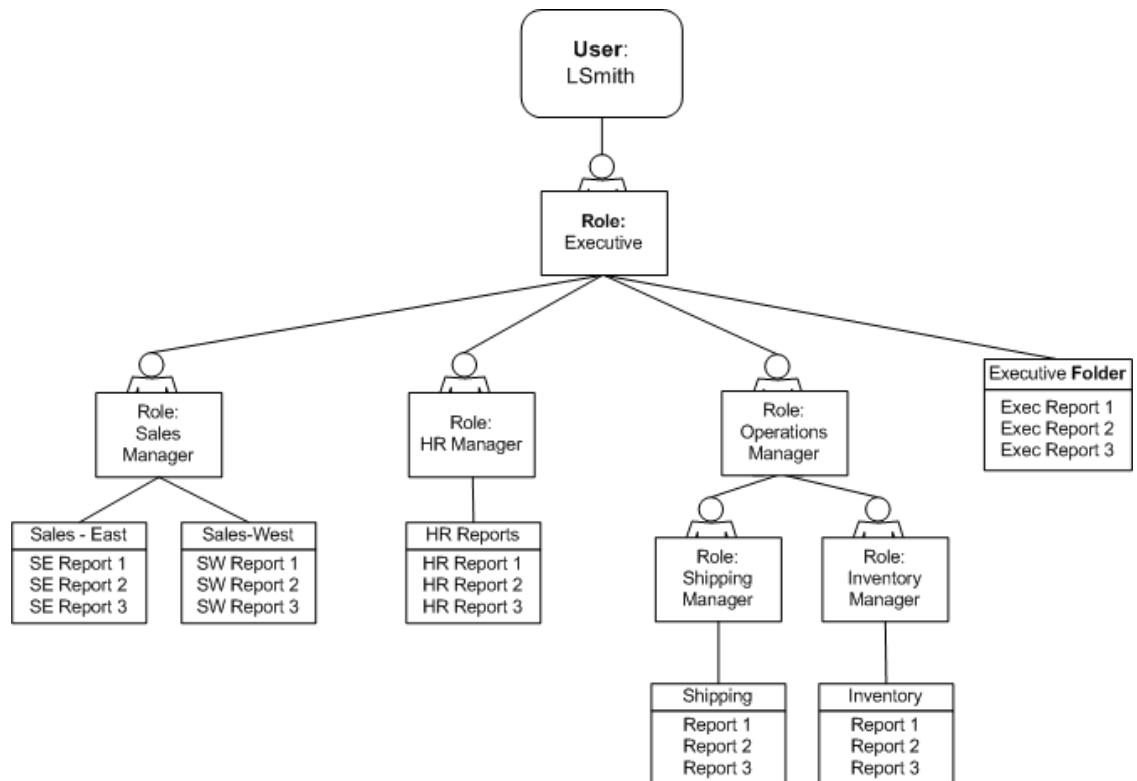 User:
LSmith
Role:
Executive
Role:
Sales
Manager
Role:
HR Manager
Role:
Operations
Manager
Executive Folder
Exec Report 1
Exec Report 2
Exec Report 3
Sales - East
SE Report 1
SE Report 2
SE Report 3
Sales-West
SW Report 1
SW Report 2
SW Report 3
HR Reports
HR Report 1
HR Report 2
HR Report 3
Role:
Shipping
Manager
Role:
Inventory
Manager
Shipping
Report 1
Report 2
Report 3
Inventory
Report 1
Report 2
Report 3